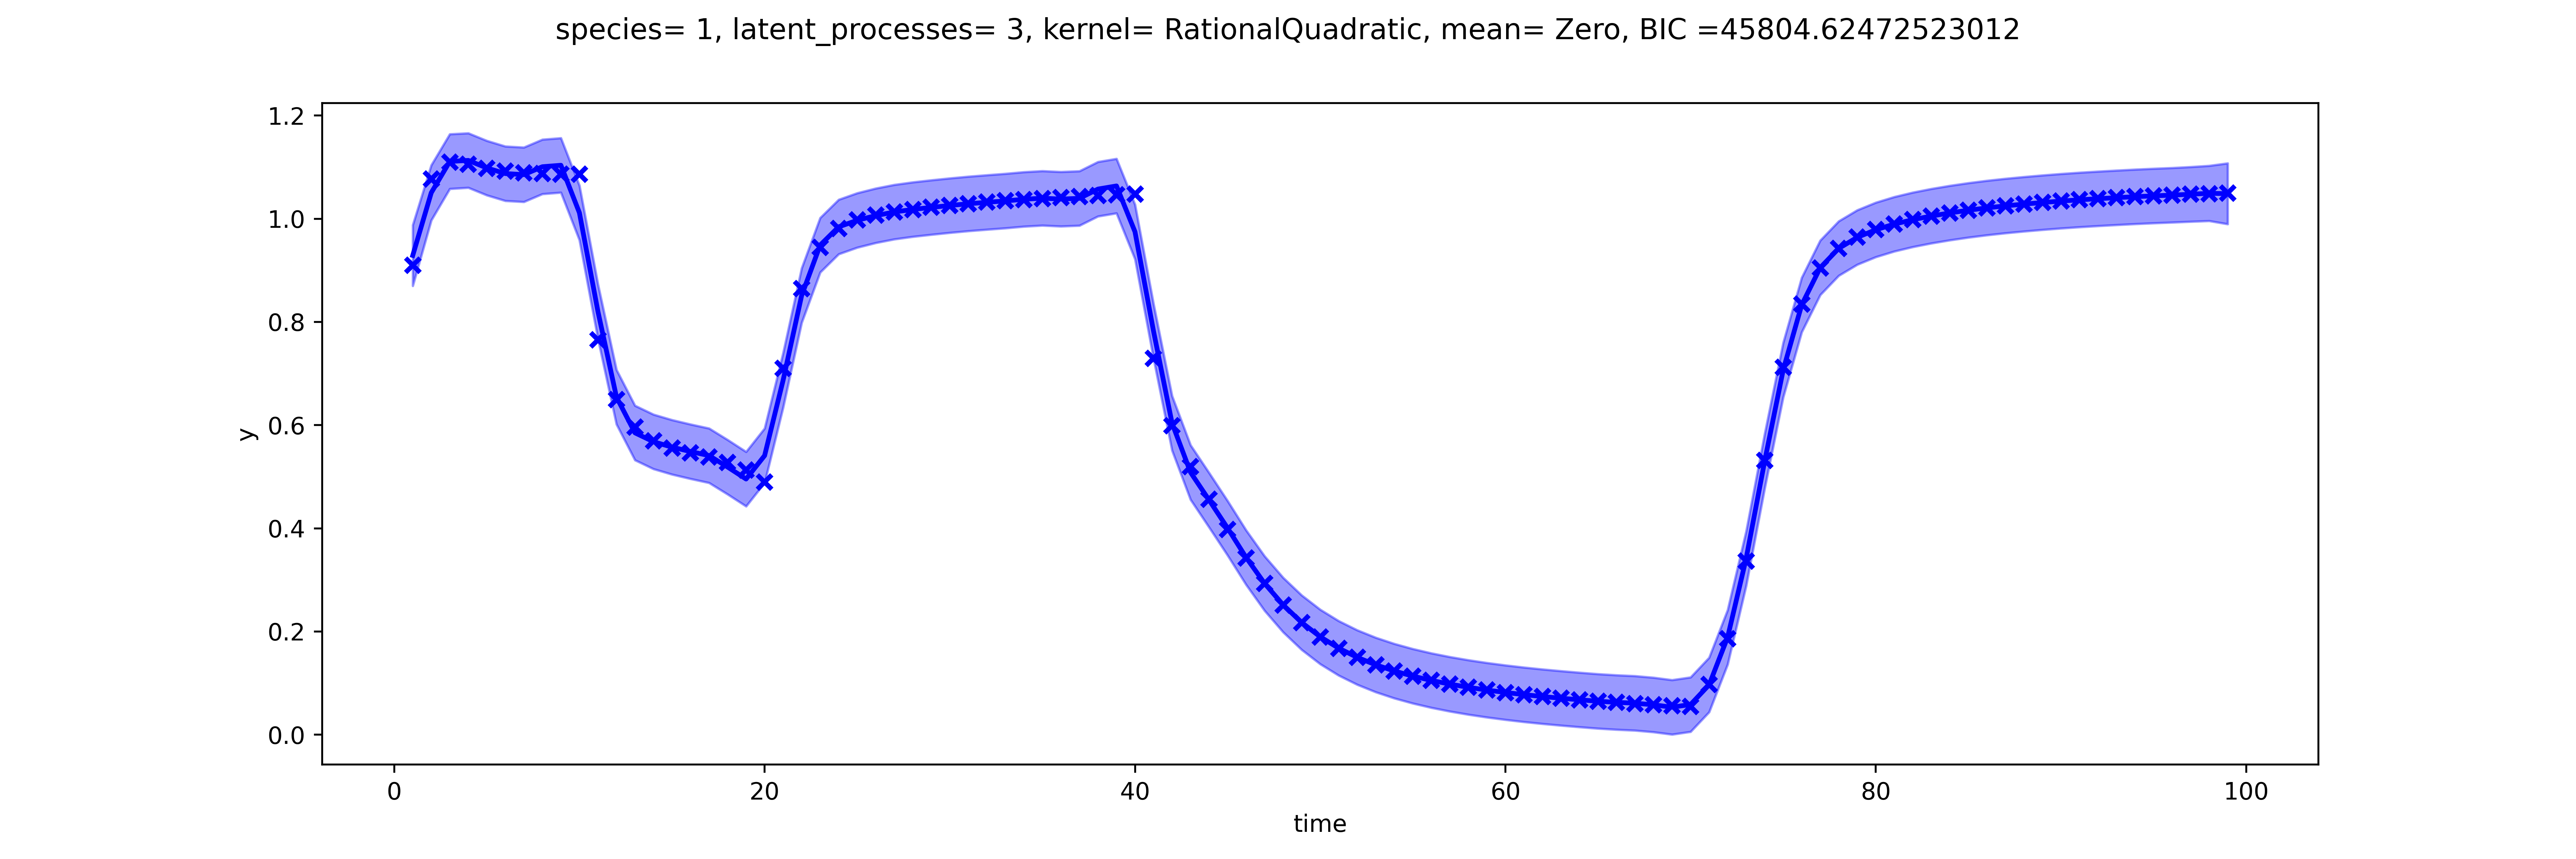 species= 1, latent_processes= 3, kernel= RationalQuadratic, mean= Zero, BIC =45804.62472523012
1.2
1.0
0.8
0.6
0.4
0.2
0.0
y
0 20 40 60 80 100
time